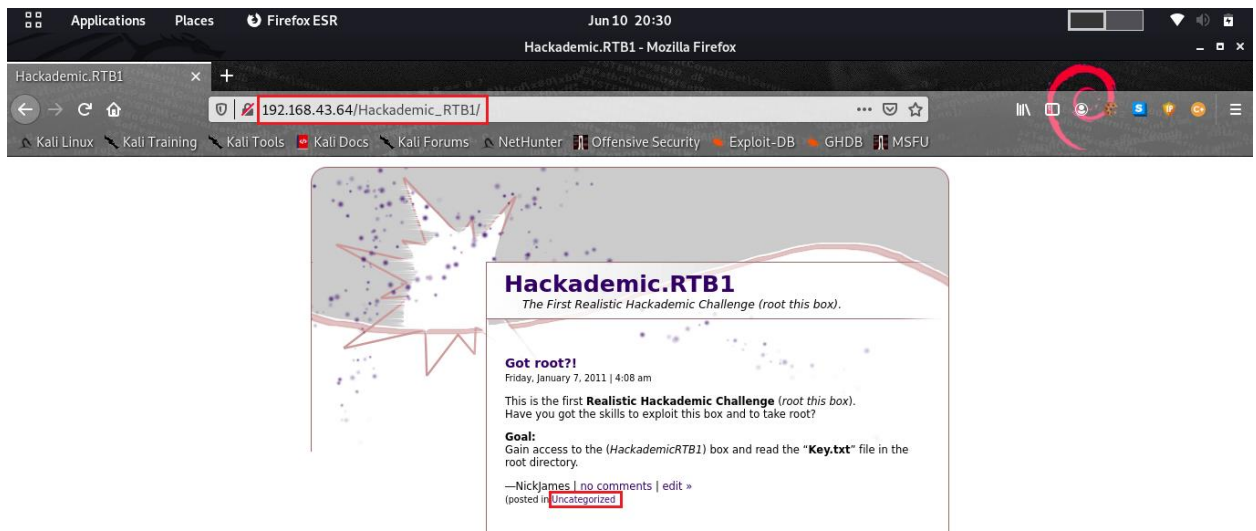 Applications Places Firefox ESR Jun 10 20:30
Hackademic.RTB1 - Mozilla Firefox
Hackademic.RTB1
192.168.43.64/Hackademic_RTB1/
Kali Linux Kali Training Kali Tools Kali Docs Kali Forums NetHunter Offensive Security Exploit-DB GHDB MSFU
Hackademic.RTB1
The First Realistic Hackademic Challenge (root this box).
Got root?!
Friday, January 7, 2011 | 4:08 am
This is the first Realistic Hackademic Challenge (root this box).
Have you got the skills to exploit this box and to take root?
Goal:
Gain access to the (HackademicRTB1) box and read the “Key.txt” file in the
root directory.
—NickJames | no comments | edit »
(posted in Uncategorized